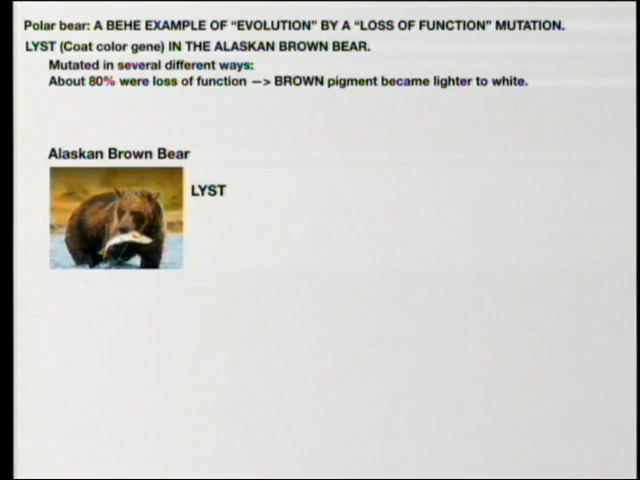 Polar bear: A BEHE EXAMPLE OF “EVOLUTION” BY A “LOSS OF FUNCTION” MUTATION.
LYST (Coat color gene) IN THE ALASKAN BROWN BEAR.
Mutated in several different ways:
About 80% were loss of function —> BROWN pigment became lighter to white.
Alaskan Brown Bear
LYST